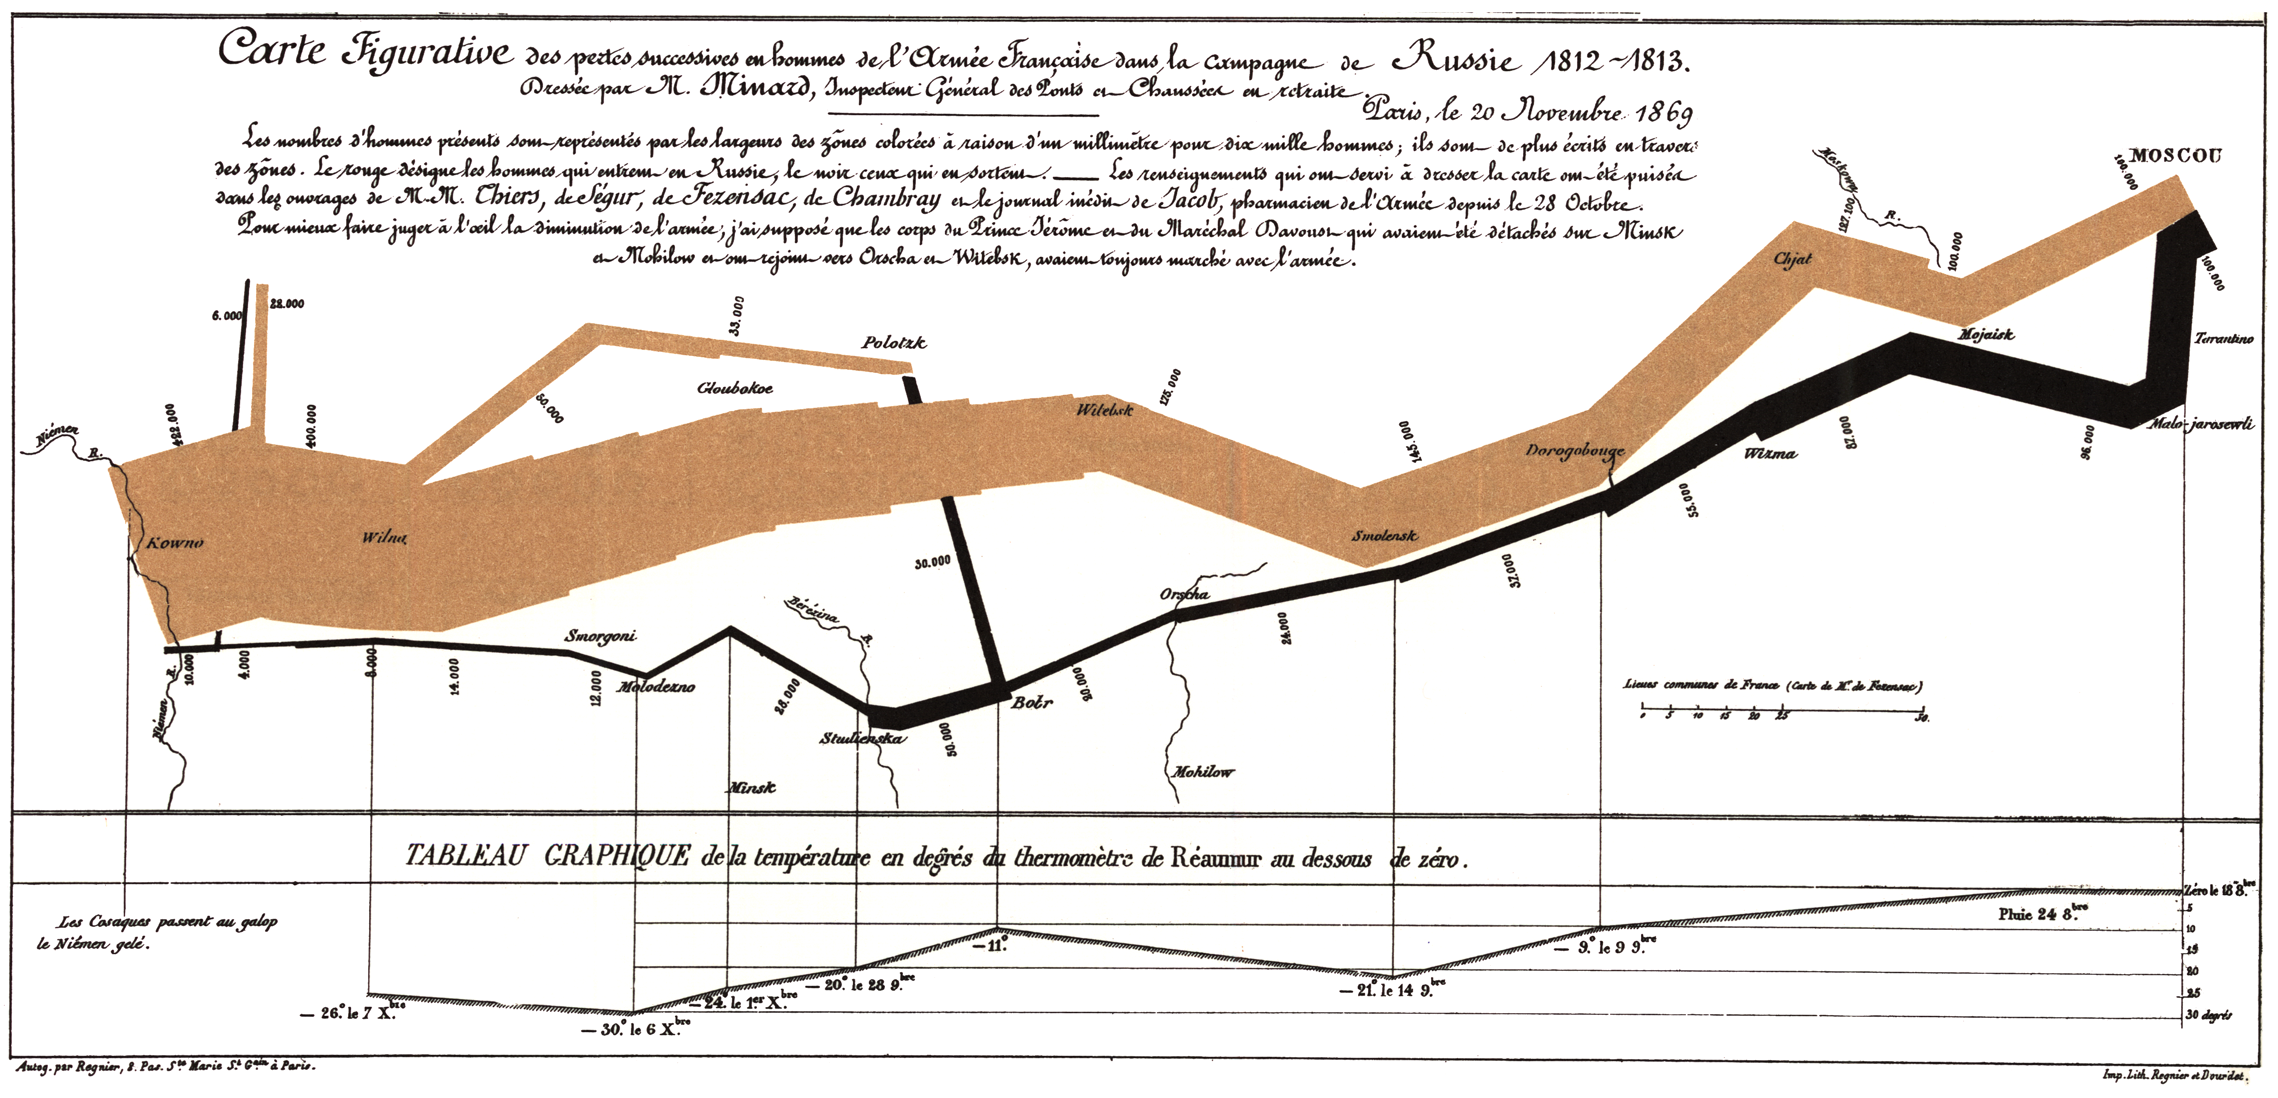 Carte Figurative des pertes successives en hommes de l'Armée Française dans la campagne de Russie 1812~1813.
Dressée par M. Minard, Inspecteur Général des Ponts et Chaussées en retraite.
Paris, le 20 Novembre 1869
Les nombres d'hommes présents sont représentés par les largeurs des zônes colorées à raison d'un millimètre pour dix mille hommes; ils sont de plus écrits en travers
des zônes. Le rouge désigne les hommes qui entrent en Russie, le noir ceux qui en sortent. — Les renseignements qui ont servi à dresser la carte ont été puisés
dans les ouvrages de M.M. Thiers, de Ségur, de Fezensac, de Chambray et le journal inédit de Jacob, pharmacien de l'Armée depuis le 28 Octobre.
Pour mieux faire juger à l'œil la diminution de l'armée, j'ai supposé que les corps du Prince Jérôme et du Maréchal Davoust qui avaient été détachés sur Minsk
et Mohilow et ont rejoint vers Orscha et Witebsk, avaient toujours marché avec l'armée.
Moskowa
R.
MOSCOU
100.000
127.100
100.000
100.000
Chjat
Mojaisk
Tarrantino
Malo-jarosewli
6.000
22.000
33.000
Polotzk
Gloubokoe
60.000
422.000
400.000
Niémen
R.
Kowno
Wilna
Witebsk
175.000
145.000
Smolensk
Dorogobouge
Wizma
87.000
96.000
55.000
37.000
24.000
Orscha
30.000
Bérézina
R.
Smorgoni
Molodezno
10.000
4.000
8.000
14.000
12.000
28.000
Studienska
50.000
Botr
20.000
Niémen
R.
Minsk
Mohilow
Lieues communes de France (Carte de Mr. de Fezensac)
0 5 10 15 20 25 50.
TABLEAU GRAPHIQUE de la température en degrés du thermomètre de Réaumur au dessous de zéro.
Les Cosaques passent au galop
le Niémen gelé.
Zéro le 18 8.bre
5
10
15
20
25
30 degrés
Pluie 24 8.bre
— 9.° le 9 9.bre
— 21.° le 14 9.bre
— 11.°
— 20.° le 28 9.bre
— 24.° le 1er X.bre
— 30.° le 6 X.bre
— 26.° le 7 X.bre
Autog. par Regnier, 8. Pas. Ste Marie St. Gain à Paris.
Imp. Lith. Regnier et Dourdet.